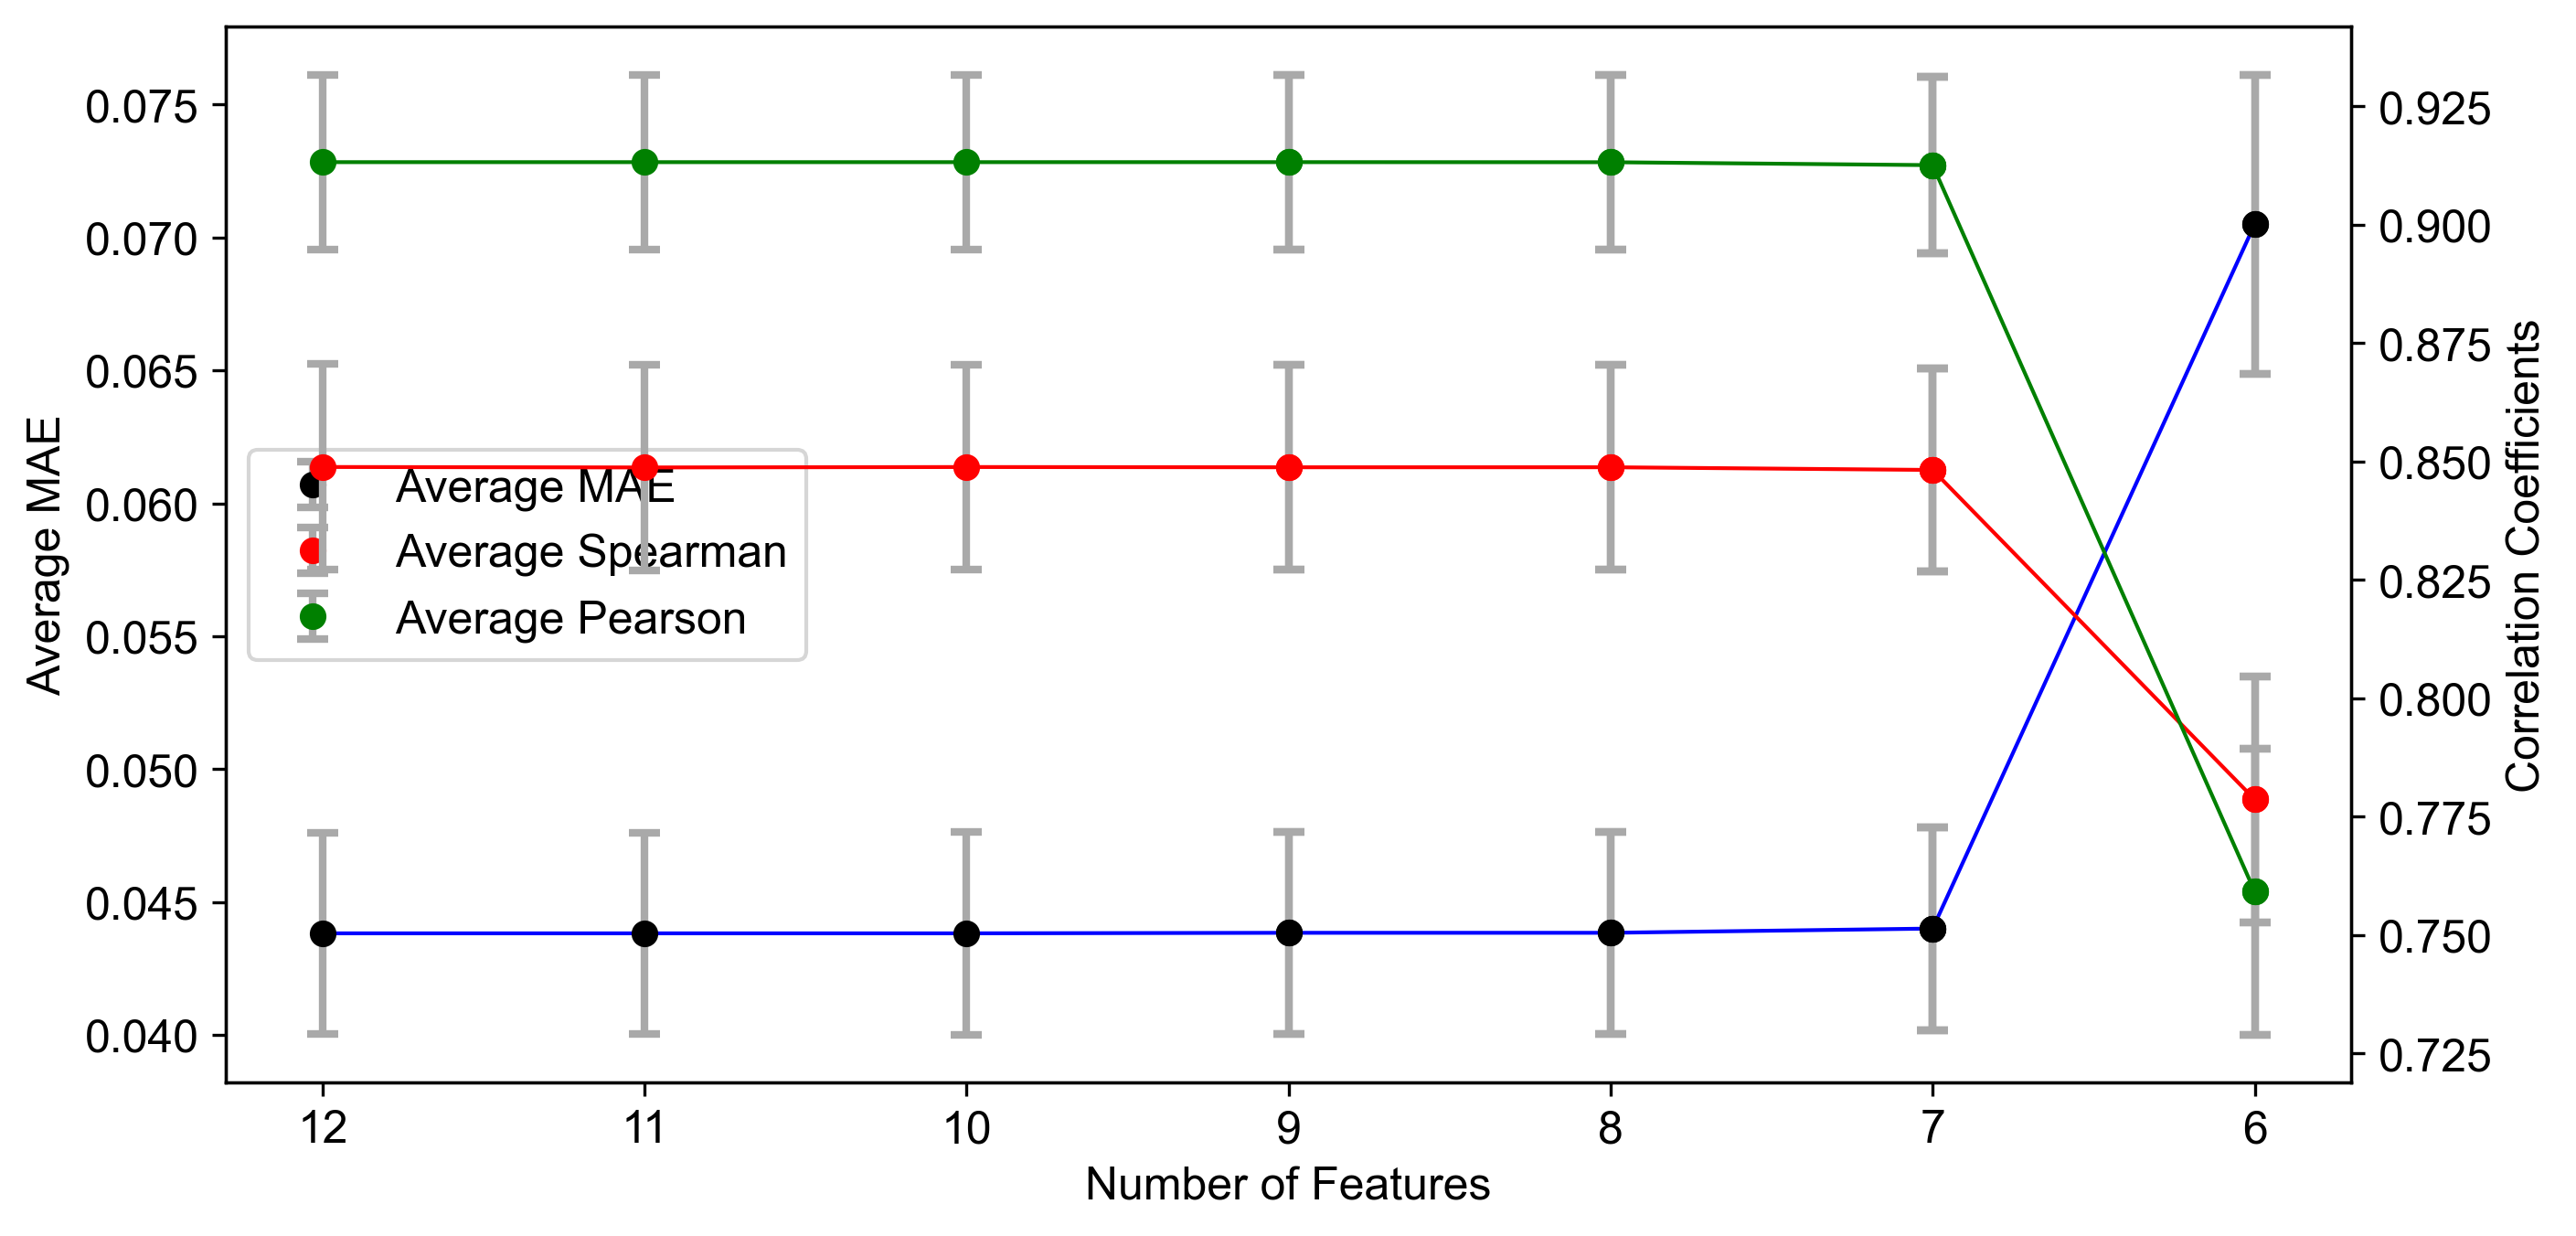 Average MAE
0.075
0.070
0.065
0.060
0.055
0.050
0.045
0.040
Average MAE
Average Spearman
Average Pearson
0.925
0.900
0.875
0.850
0.825
0.800
0.775
0.750
0.725
Correlation Coefficients
12 11 10 9 8 7 6
Number of Features